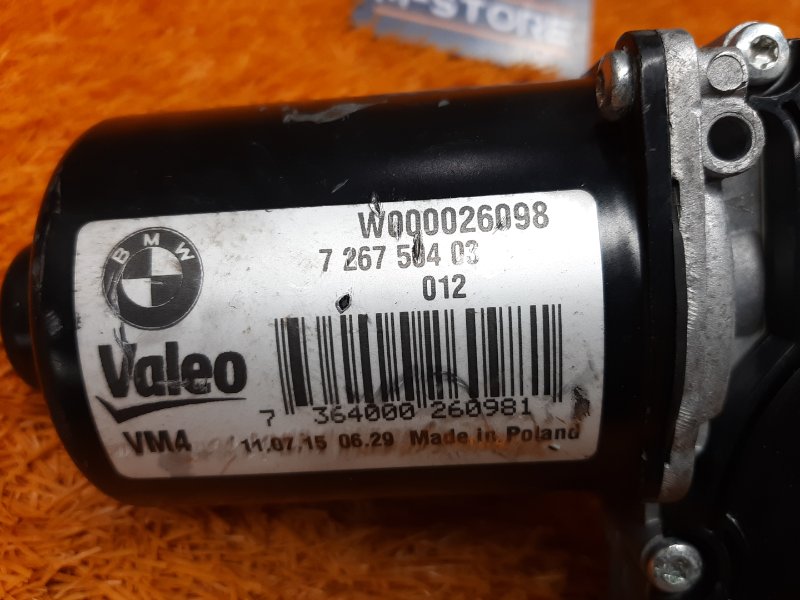 M-STORE
W000026098
7 267 504 03
012
BMW
Valeo
7 364000 260981
VM4 11.07.15 06.29 Made in Poland